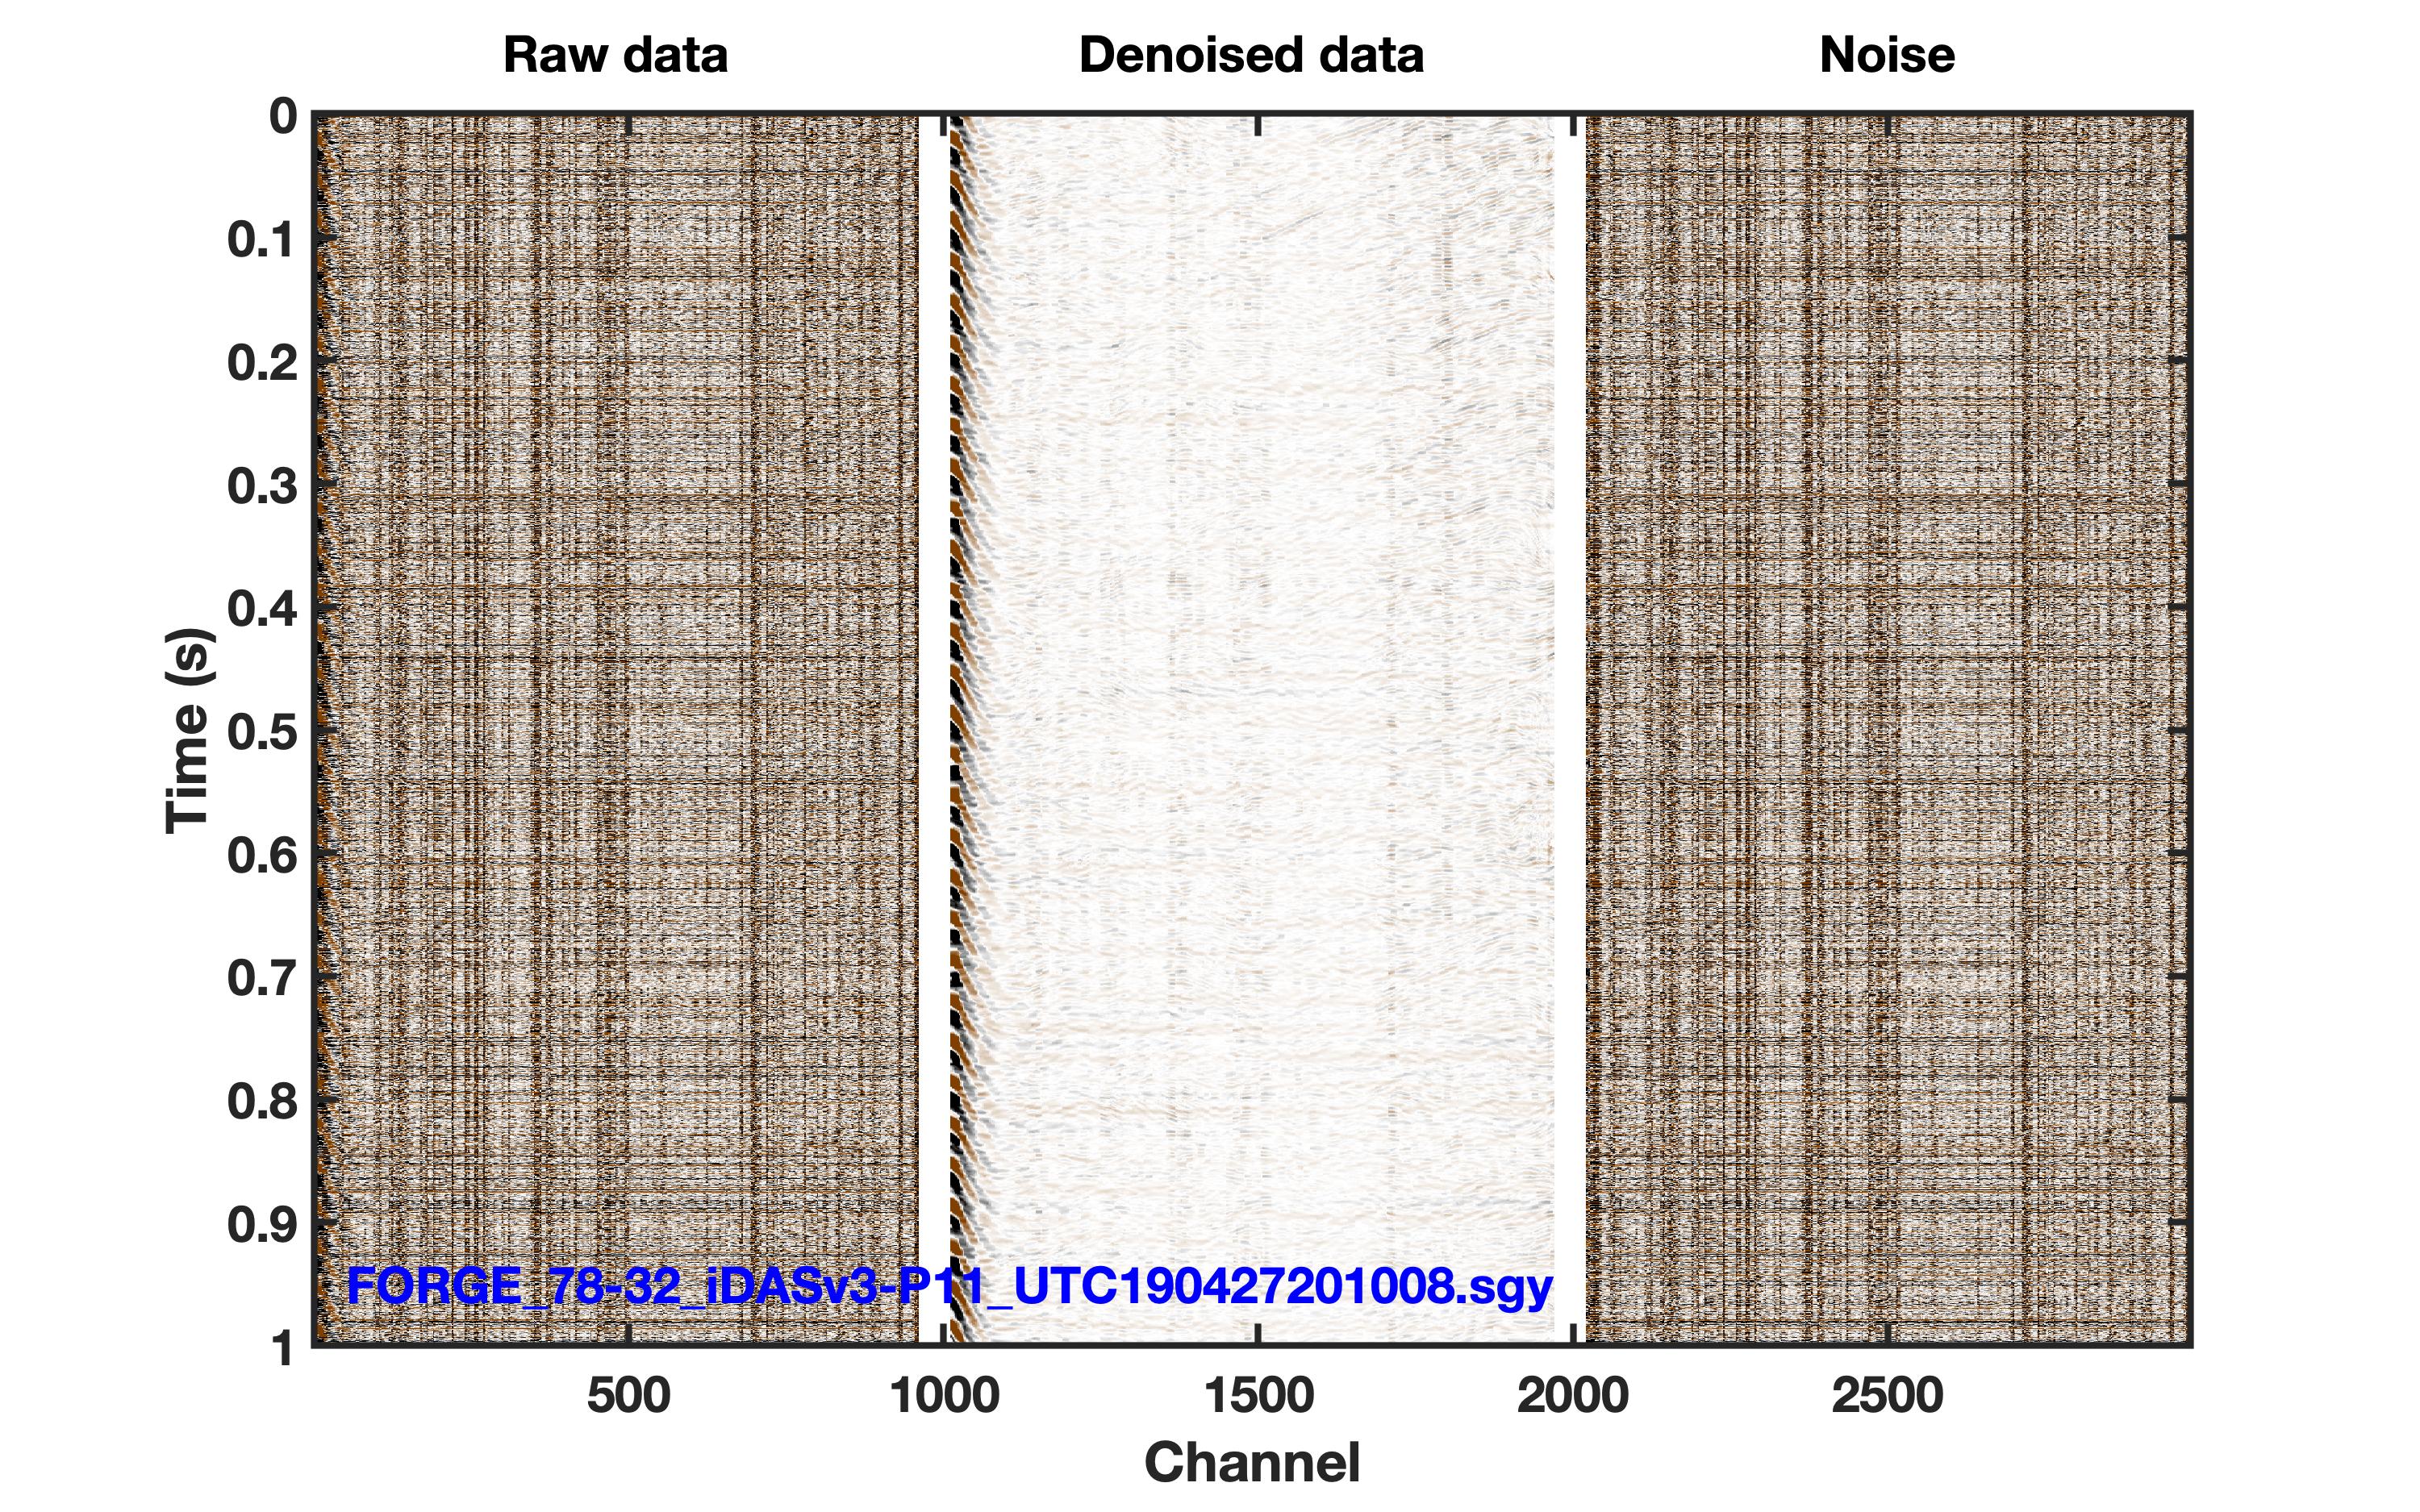 Raw data Denoised data Noise
0
0.1
0.2
0.3
0.4
0.5
0.6
0.7
0.8
0.9
1
Time (s)
FORGE_78-32_iDASv3-P11_UTC190427201008.sgy
500 1000 1500 2000 2500
Channel